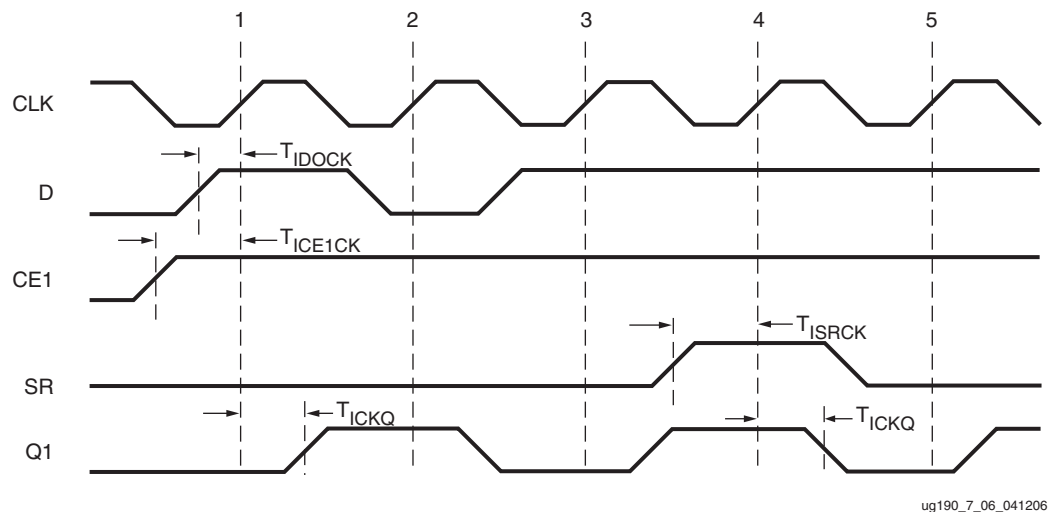 1 2 3 4 5
CLK
T_IDOCK
D
T_ICE1CK
CE1
T_ISRCK
SR
T_ICKQ T_ICKQ
Q1
ug190_7_06_041206